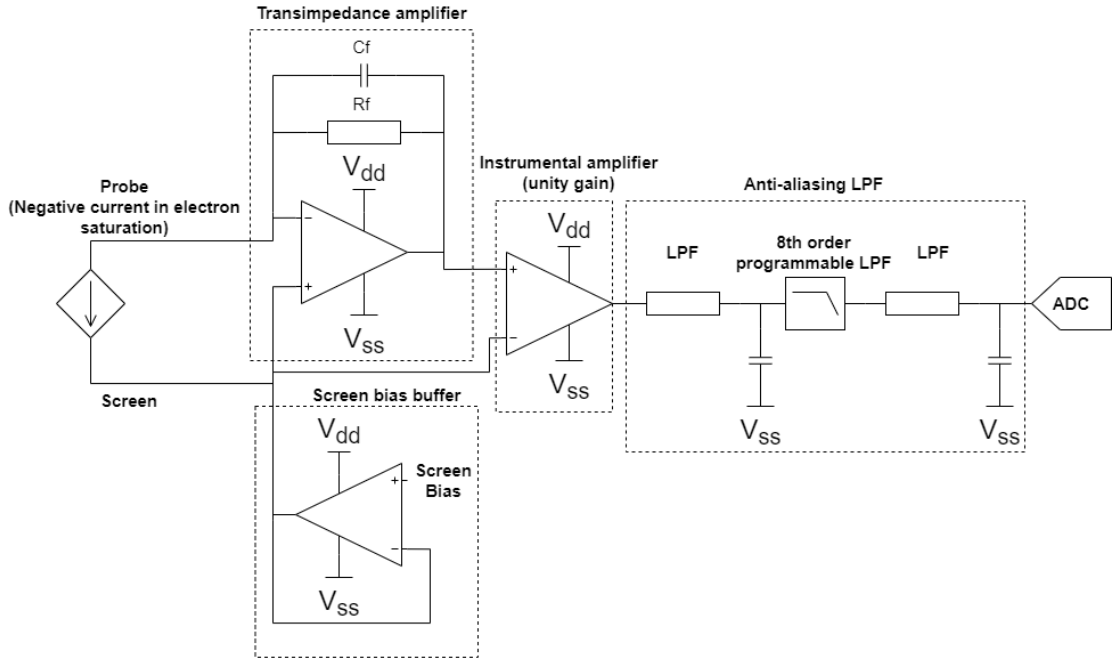 Transimpedance amplifier
Cf
Rf
Vdd
Vss
Probe
(Negative current in electron
saturation)
Screen
Instrumental amplifier
(unity gain)
Vdd
Vss
Anti-aliasing LPF
LPF
8th order
programmable LPF
LPF
ADC
Vss
Vss
Screen bias buffer
Vdd
Screen
Bias
Vss